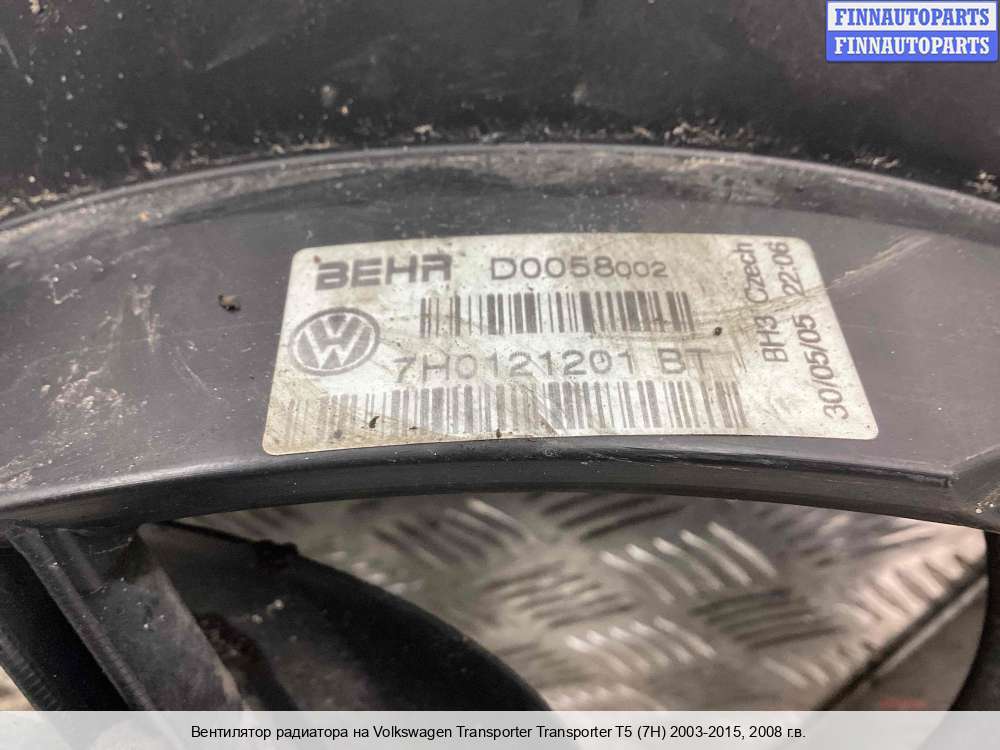 FINNAUTOPARTS
FINNAUTOPARTS
BEHR D0058002
7H0121201 BT
BH3 Czech
30/05/05 22:06
Вентилятор радиатора на Volkswagen Transporter Transporter T5 (7H) 2003-2015, 2008 г.в.